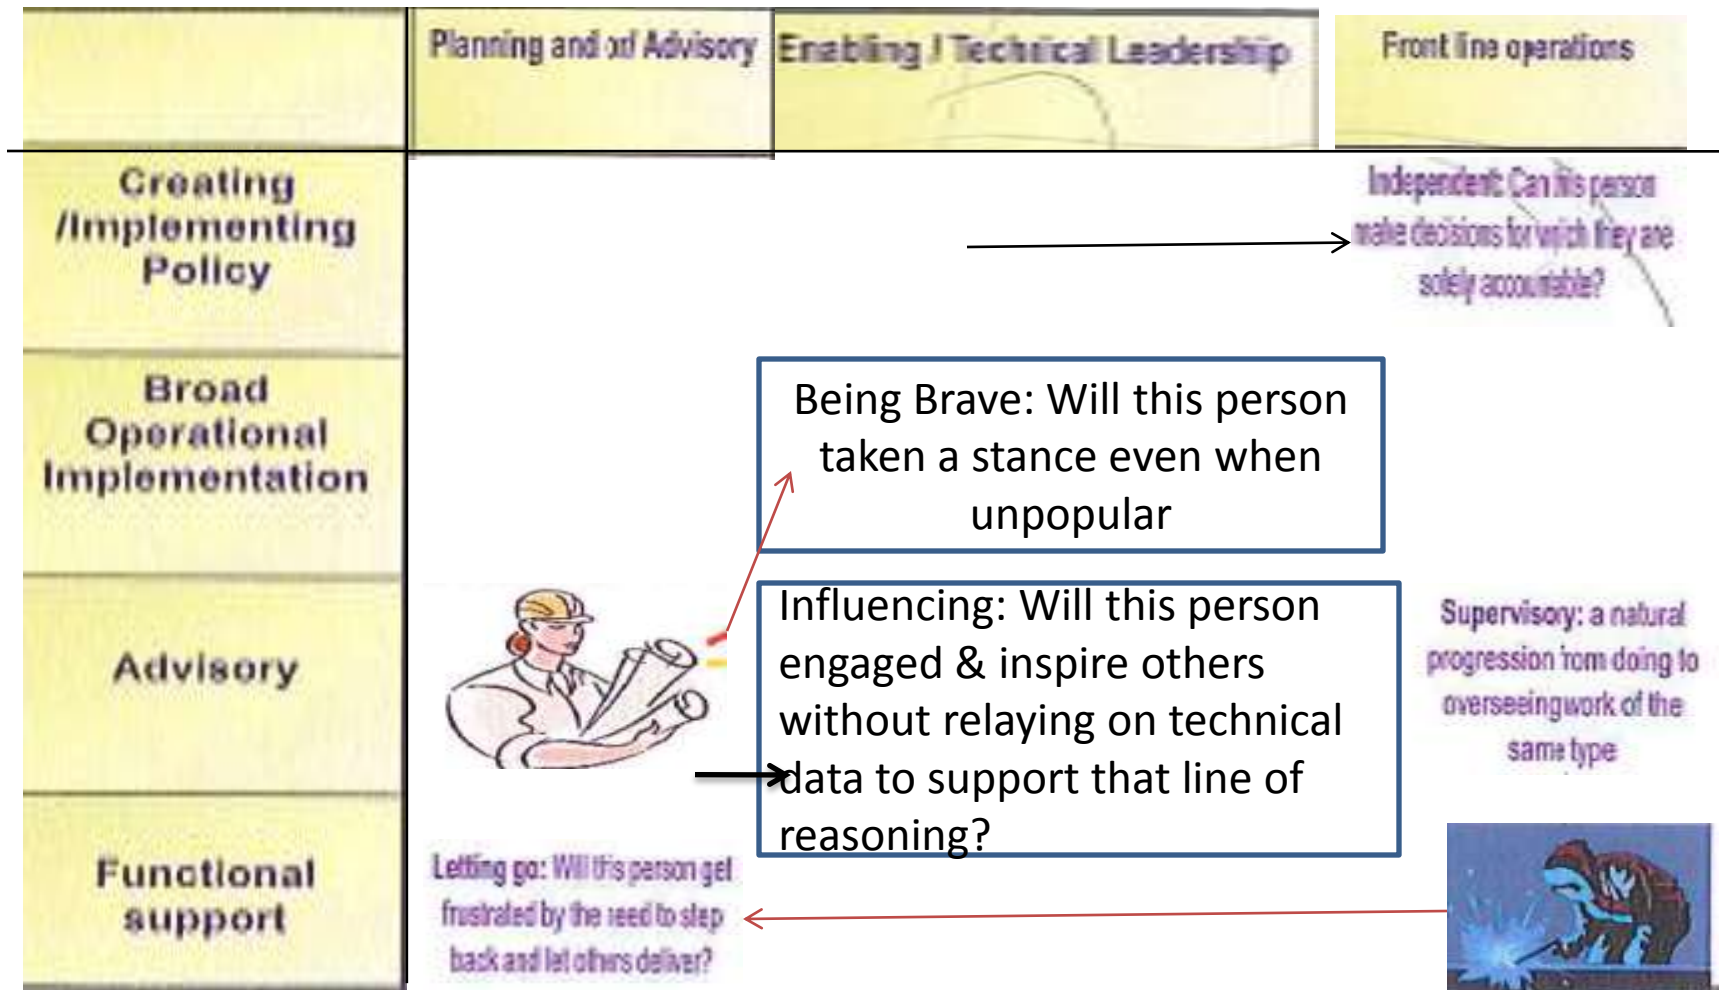 Planning and or/ Advisory
Enabling / Technical Leadership
Front line operations
Creating
/Implementing
Policy
Independent: Can this person
make decisions for which they are
solely accountable?
Broad
Operational
Implementation
Being Brave: Will this person
taken a stance even when
unpopular
Advisory
Influencing: Will this person
engaged & inspire others
without relaying on technical
data to support that line of
reasoning?
Supervisory: a natural
progression from doing to
overseeing work of the
same type
Functional
support
Letting go: Will this person get
frustrated by the need to step
back and let others deliver?